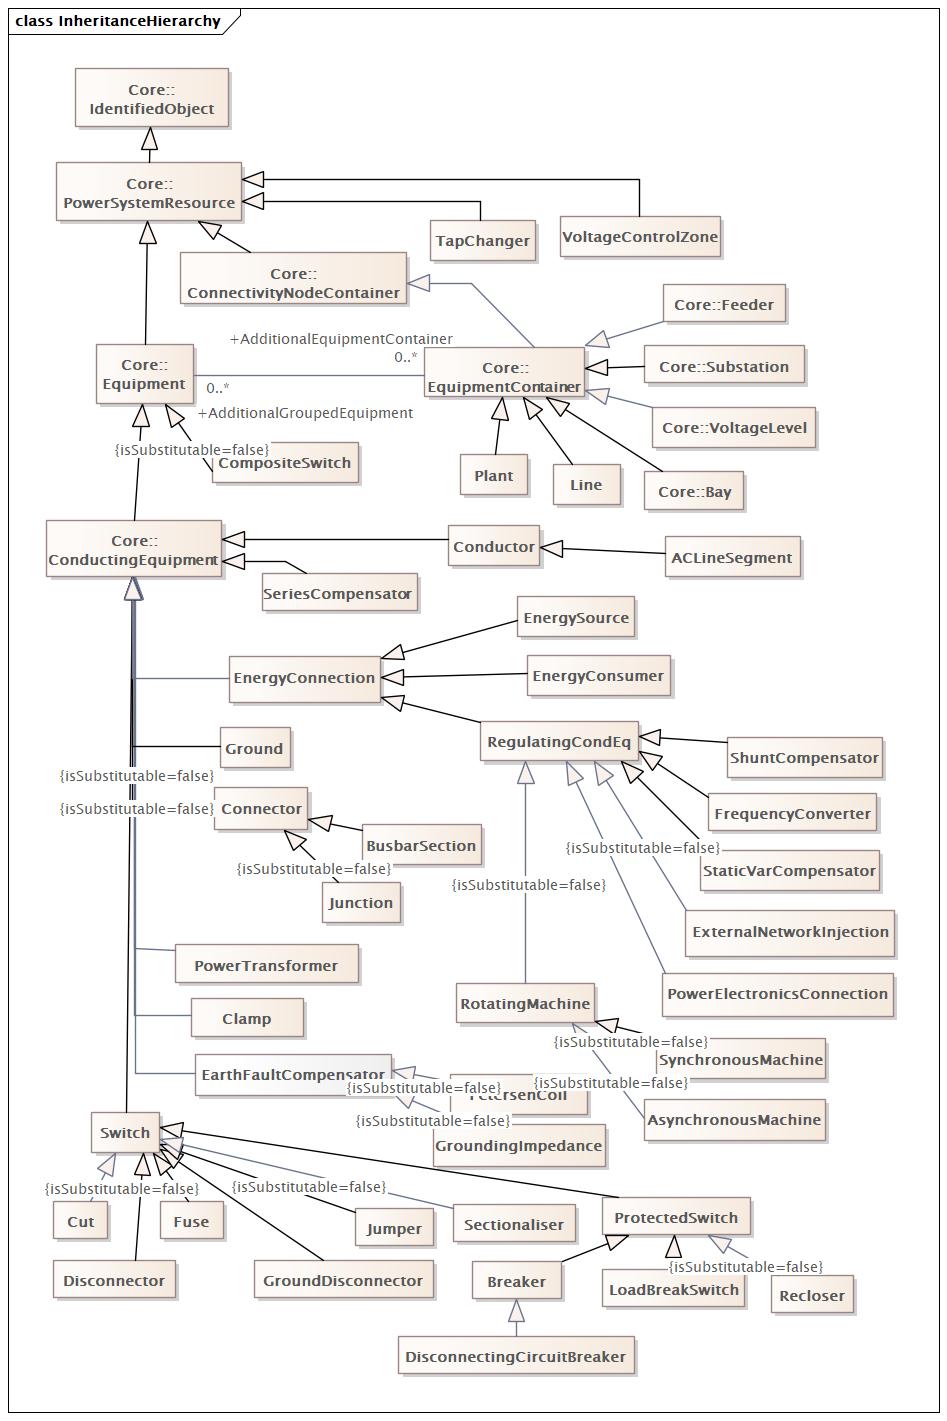 class InheritanceHierarchy
Core::
IdentifiedObject
Core::
PowerSystemResource
TapChanger
VoltageControlZone
Core::
ConnectivityNodeContainer
Core::Feeder
+AdditionalEquipmentContainer
0..*
Core::
Equipment
Core::
EquipmentContainer
Core::Substation
0..*
+AdditionalGroupedEquipment
Core::VoltageLevel
{isSubstitutable=false}
CompositeSwitch
Plant
Line
Core::Bay
Core::
ConductingEquipment
Conductor
ACLineSegment
SeriesCompensator
EnergySource
EnergyConnection
EnergyConsumer
RegulatingCondEq
Ground
ShuntCompensator
{isSubstitutable=false}
{isSubstitutable=false}
Connector
FrequencyConverter
BusbarSection
{isSubstitutable=false}
{isSubstitutable=false}
StaticVarCompensator
{isSubstitutable=false}
Junction
ExternalNetworkInjection
PowerTransformer
PowerElectronicsConnection
RotatingMachine
Clamp
{isSubstitutable=false}
SynchronousMachine
EarthFaultCompensator
{isSubstitutable=false}
{isSubstitutable=false}
PetersenCoil
{isSubstitutable=false}
AsynchronousMachine
Switch
GroundingImpedance
{isSubstitutable=false}
{isSubstitutable=false}
Cut
Fuse
Jumper
Sectionaliser
ProtectedSwitch
{isSubstitutable=false}
Disconnector
GroundDisconnector
Breaker
LoadBreakSwitch
Recloser
DisconnectingCircuitBreaker